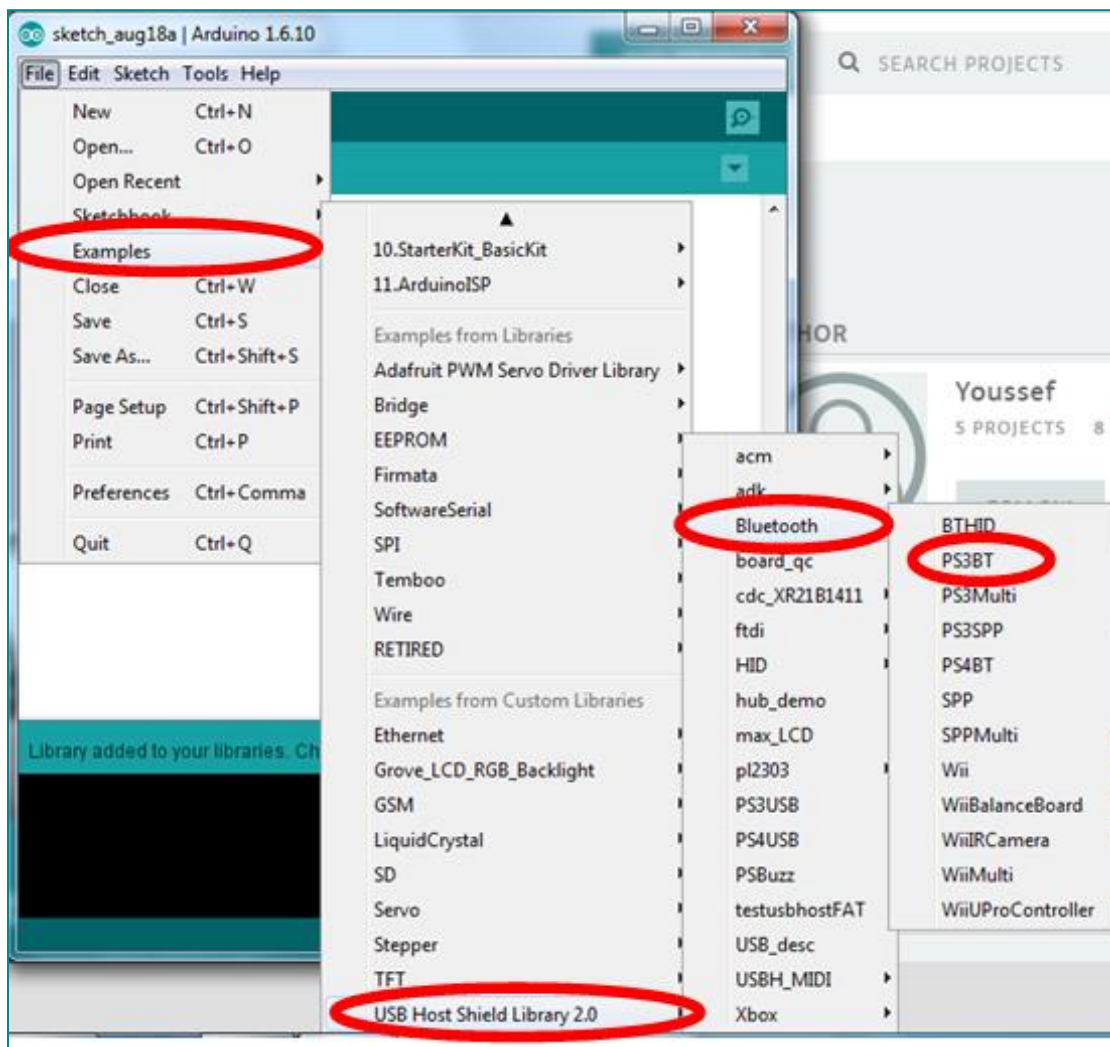 sketch_aug18a | Arduino 1.6.10
File Edit Sketch Tools Help
New Ctrl+N
Open... Ctrl+O
Open Recent
Sketchbook
Examples
Close Ctrl+W
Save Ctrl+S
Save As... Ctrl+Shift+S
Page Setup Ctrl+Shift+P
Print Ctrl+P
Preferences Ctrl+Comma
Quit Ctrl+Q
Library added to your libraries. Ch
10.StarterKit_BasicKit
11.ArduinoISP
Examples from Libraries
Adafruit PWM Servo Driver Library
Bridge
EEPROM
Firmata
SoftwareSerial
SPI
Temboo
Wire
RETIRED
Examples from Custom Libraries
Ethernet
Grove_LCD_RGB_Backlight
GSM
LiquidCrystal
SD
Servo
Stepper
TFT
USB Host Shield Library 2.0
acm
adk
Bluetooth
board_qc
cdc_XR21B1411
ftdi
HID
hub_demo
max_LCD
pl2303
PS3USB
PS4USB
PSBuzz
testusbhostFAT
USB_desc
USBH_MIDI
Xbox
BTHID
PS3BT
PS3Multi
PS3SPP
PS4BT
SPP
SPPMulti
Wii
WiiBalanceBoard
WiiIRCamera
WiiMulti
WiiUProController
SEARCH PROJECTS
HOR
Youssef
5 PROJECTS 8